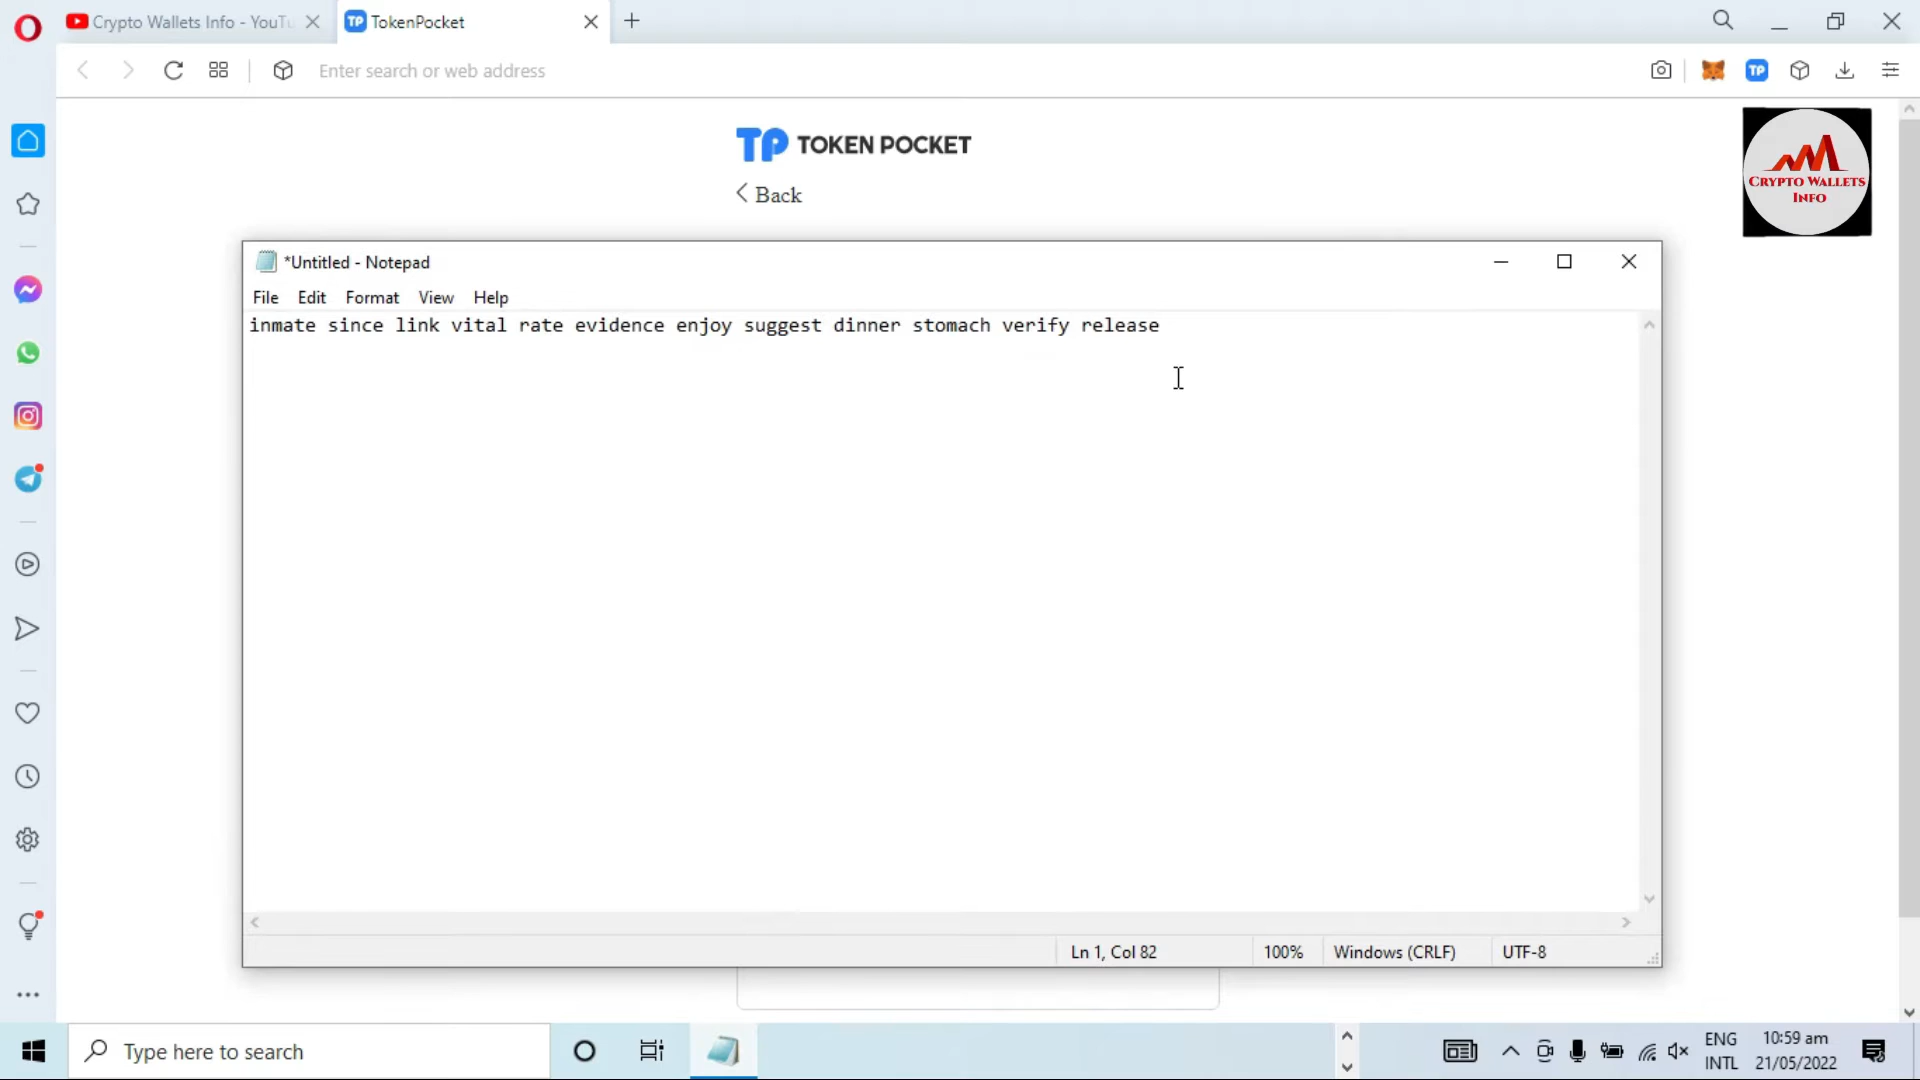 Crypto Wallets Info - YouTu
TokenPocket
Enter search or web address
TP TOKEN POCKET
Back
CRYPTO WALLETS
INFO
*Untitled - Notepad
File Edit Format View Help
inmate since link vital rate evidence enjoy suggest dinner stomach verify release
Ln 1, Col 82 100% Windows (CRLF) UTF-8
Type here to search
ENG
INTL
10:59 am
21/05/2022